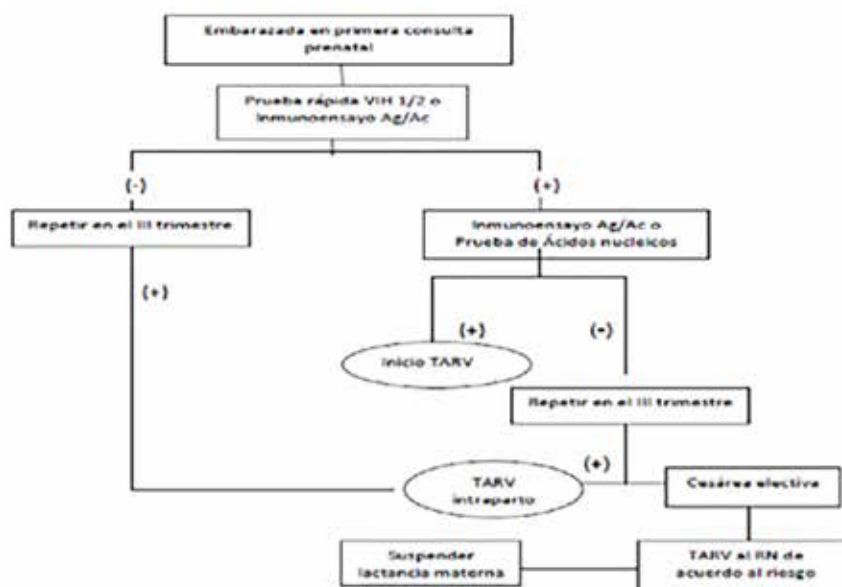 Embarazada en primera consulta
prenatal
Prueba rápida VIH 1/2 o
Inmunoensayo Ag/Ac
(-)
(+)
Repetir en el III trimestre
Inmunoensayo Ag/Ac o
Prueba de Ácidos nucleicos
(+)
(+)
(-)
Inicio TARV
Repetir en el III trimestre
(+)
TARV
intraparto
Cesárea electiva
Suspender
lactancia materna
TARV al RN de
acuerdo al riesgo